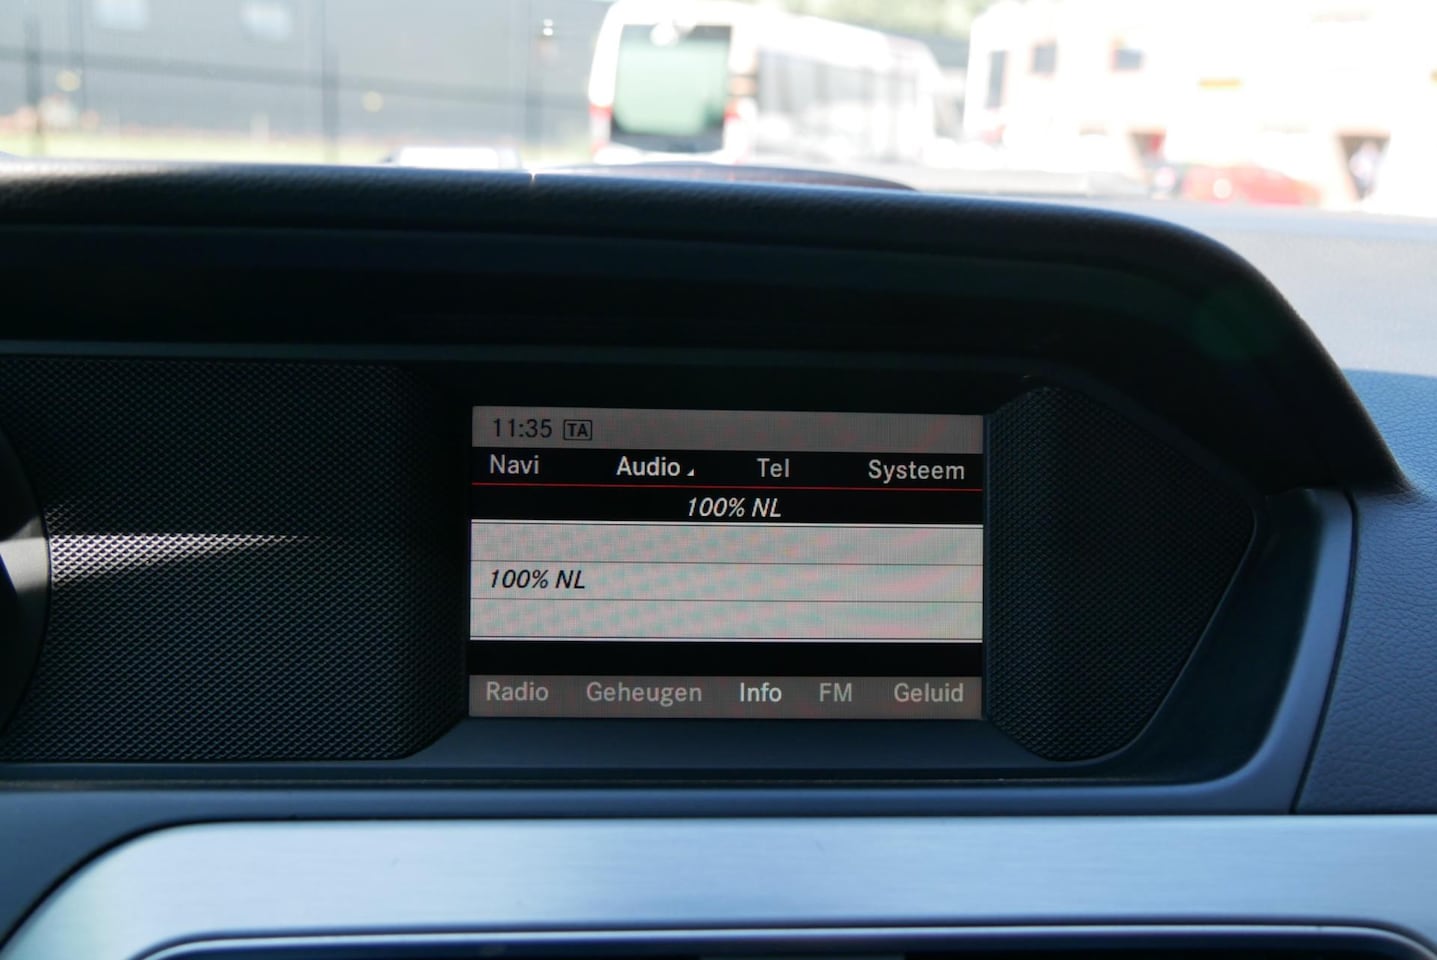 11:35 TA
Navi Audio Tel Systeem
100% NL
100% NL
Radio Geheugen Info FM Geluid